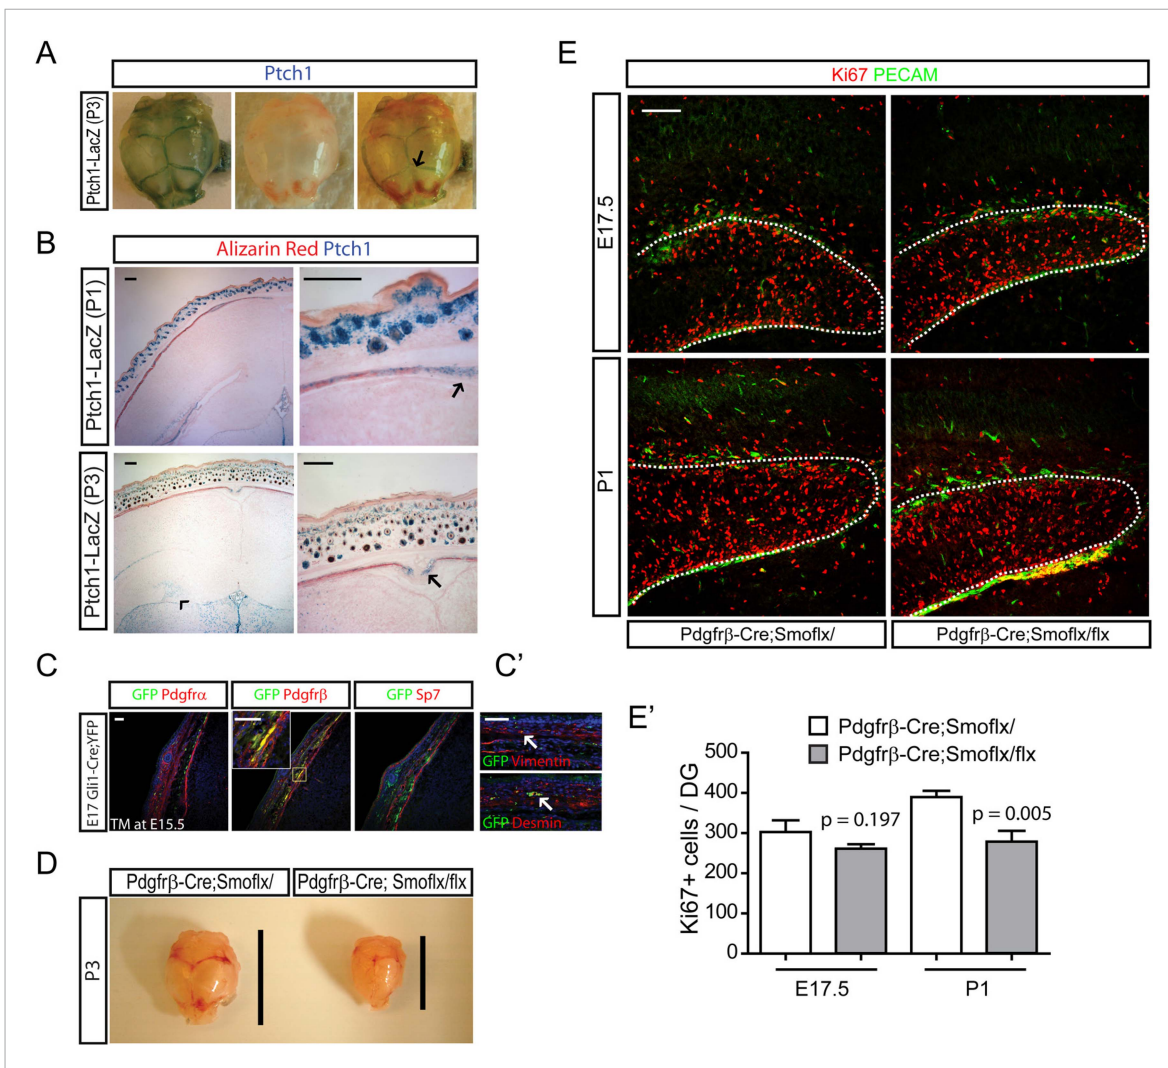 A
Ptch1
Ptch1-LacZ (P3)
B
Alizarin Red Ptch1
Ptch1-LacZ (P1)
Ptch1-LacZ (P3)
C
GFP Pdgfrα
GFP Pdgfrβ
GFP Sp7
E17 Gli1-Cre;YFP
TM at E15.5
C'
GFP Vimentin
GFP Desmin
D
Pdgfrβ-Cre;Smoflx/
Pdgfrβ-Cre; Smoflx/flx
P3
E
Ki67 PECAM
E17.5
P1
Pdgfrβ-Cre;Smoflx/
Pdgfrβ-Cre;Smoflx/flx
E'
Pdgfrβ-Cre;Smoflx/
Pdgfrβ-Cre;Smoflx/flx
Ki67+ cells / DG
500
400
300
200
100
0
p = 0.197
p = 0.005
E17.5
P1